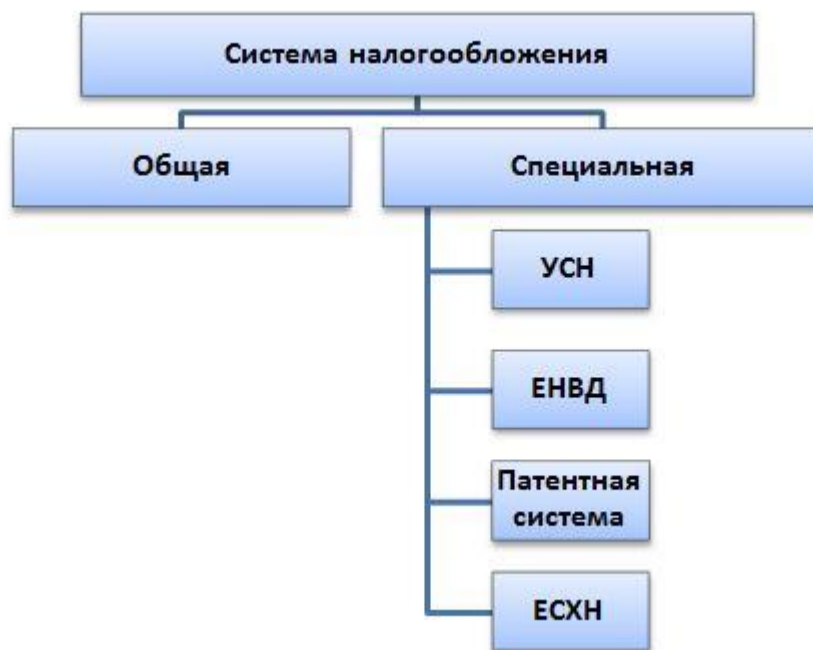 Система налогообложения
Общая
Специальная
УСН
ЕНВД
Патентная
система
ЕСХН